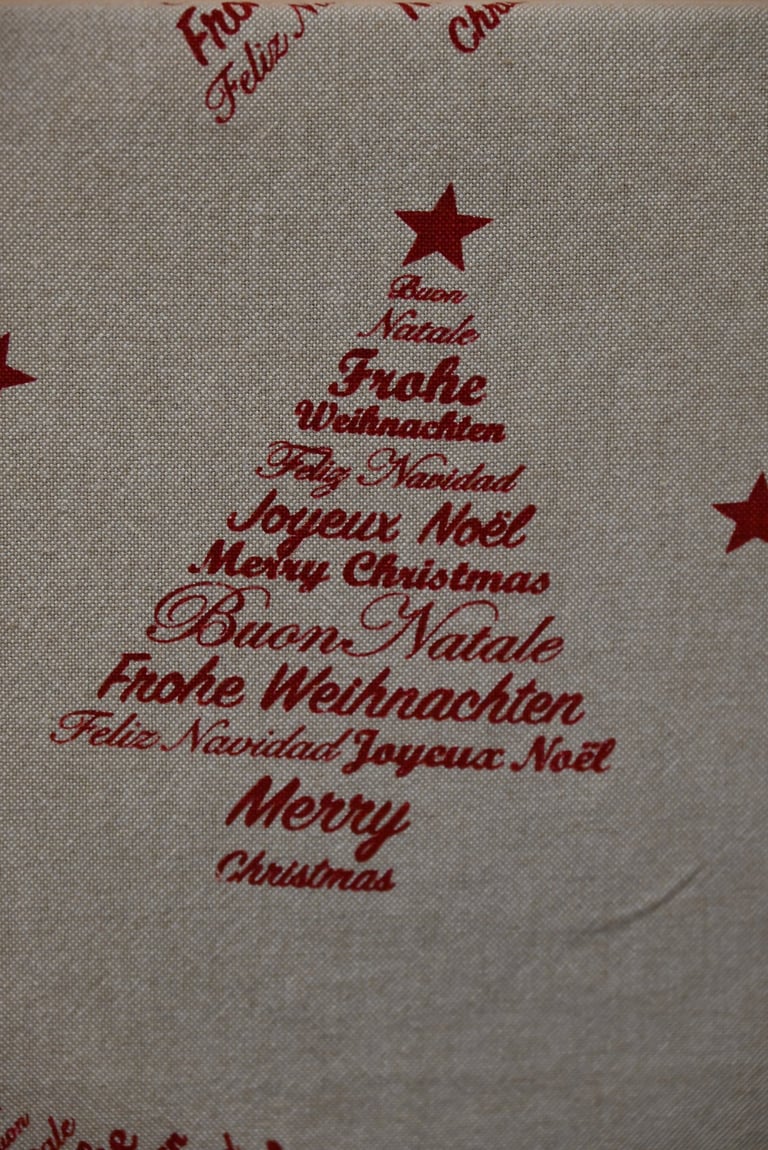 Feliz
Buon
Natale
Frohe
Weihnachten
Feliz Navidad
Joyeux Noël
Merry Christmas
Buon Natale
Frohe Weihnachten
Feliz Navidad Joyeux Noël
Merry
Christmas